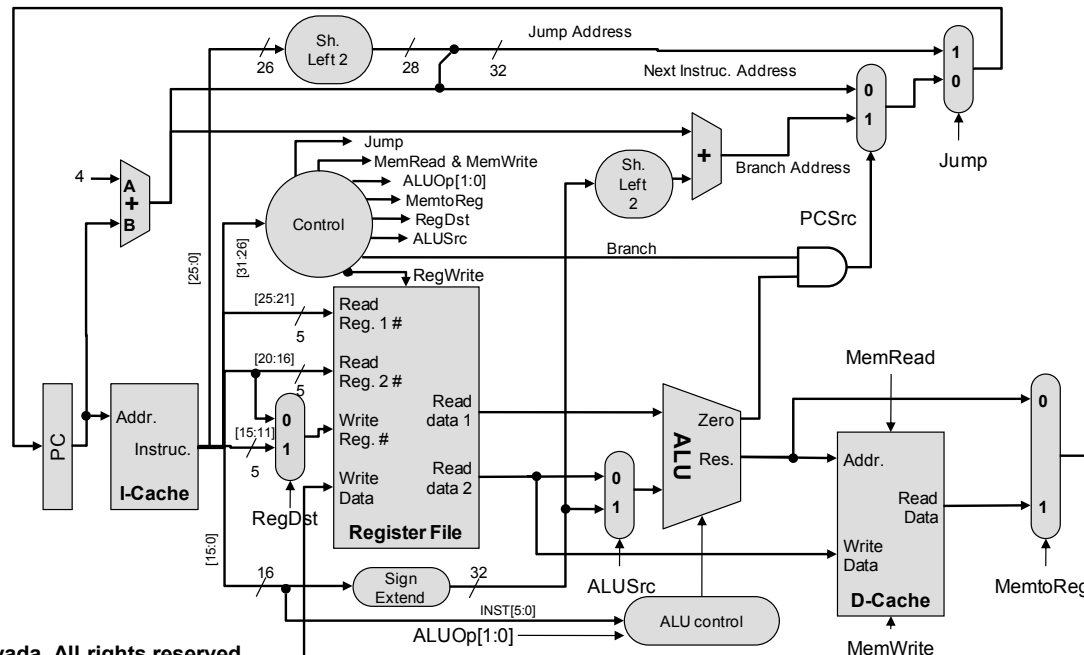 Sh.
Left 2
26
28
32
Jump Address
1
0
Next Instruc. Address
0
1
Jump
Jump
MemRead & MemWrite
ALUOp[1:0]
MemtoReg
RegDst
ALUSrc
Control
+
Sh.
Left
2
Branch Address
PCSrc
4
A
+
B
[25:0]
[31:26]
Branch
RegWrite
[25:21]
5
Read
Reg. 1 #
[20:16]
5
Read
Reg. 2 #
0
1
[15:11]
5
Write
Reg. #
Write
Data
Read
data 1
Read
data 2
Register File
RegDst
PC
Addr.
Instruc.
I-Cache
[15:0]
16
Sign
Extend
32
INST[5:0]
ALUOp[1:0]
ALU control
0
1
ALUSrc
ALU
Zero
Res.
MemRead
Addr.
Read
Data
Write
Data
D-Cache
MemWrite
0
1
MemtoReg
All rights reserved